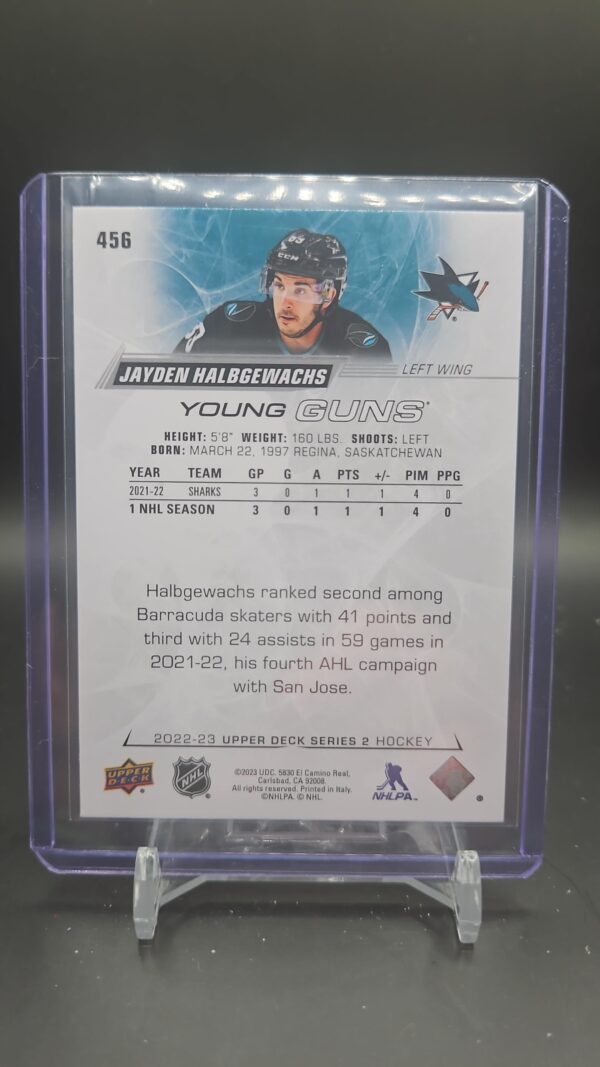 456
89
CCM
JAYDEN HALBGEWACHS
LEFT WING
YOUNG GUNS
HEIGHT: 5'8" WEIGHT: 160 LBS. SHOOTS: LEFT
BORN: MARCH 22, 1997 REGINA, SASKATCHEWAN
YEAR TEAM GP G A PTS +/- PIM PPG
2021-22 SHARKS 3 0 1 1 1 4 0
1 NHL SEASON 3 0 1 1 1 4 0
Halbgewachs ranked second among
Barracuda skaters with 41 points and
third with 24 assists in 59 games in
2021-22, his fourth AHL campaign
with San Jose.
2022-23 UPPER DECK SERIES 2 HOCKEY
UPPER DECK
NHL
©2023 UDC. 5830 El Camino Real,
Carlsbad, CA 92008.
All rights reserved. Printed in Italy.
©NHLPA. © NHL.
NHLPA